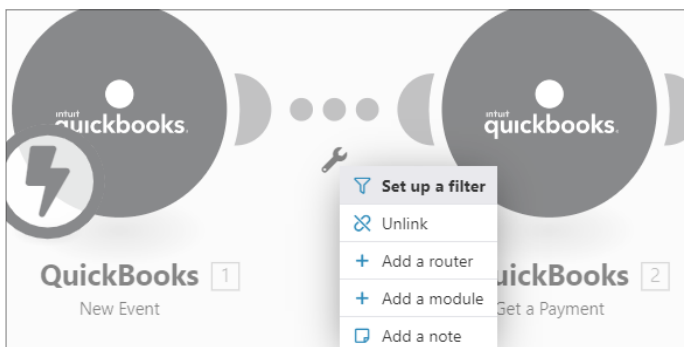 intuit
quickbooks.
intuit
quickbooks.
Set up a filter
Unlink
Add a router
Add a module
Add a note
QuickBooks 1
New Event
uickBooks 2
Get a Payment